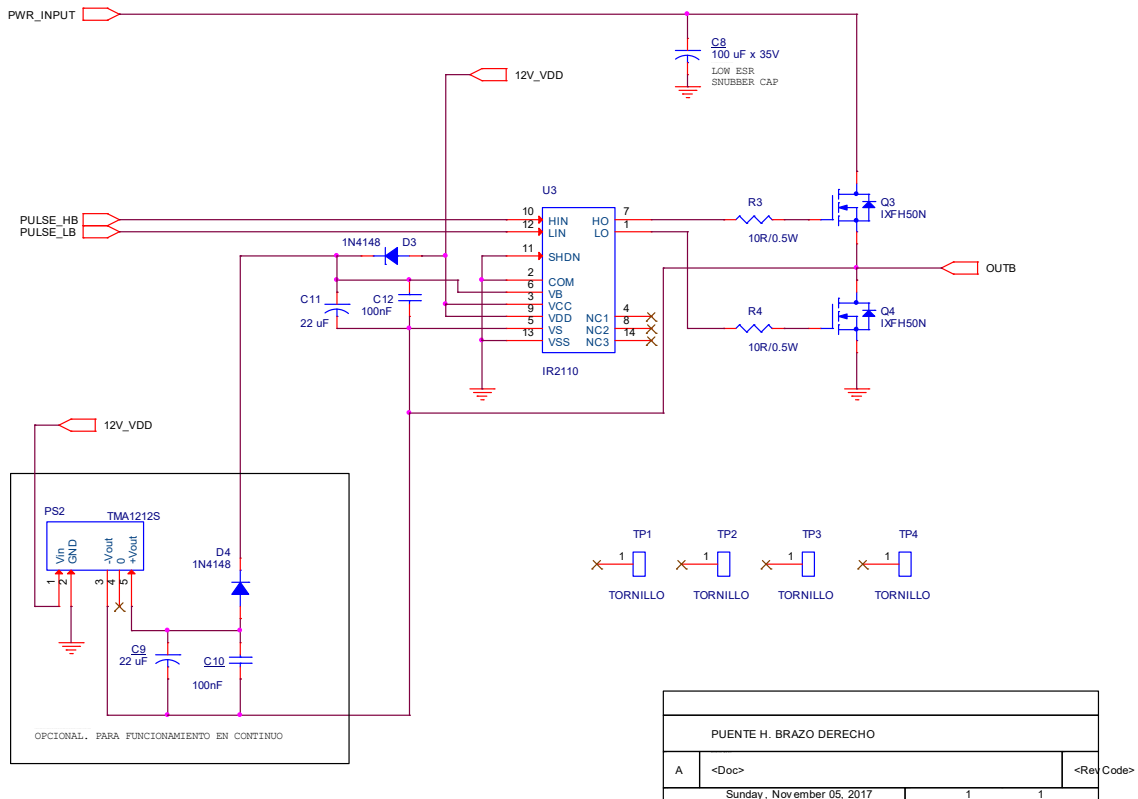 PWR_INPUT
C8
100 uF x 35V
LOW ESR
SNUBBER CAP
12V_VDD
U3
PULSE_HB
PULSE_LB
10 HIN HO 7
12 LIN LO 1
11 SHDN
2 COM
6 VB
3 VCC
9 VDD NC1 4
5 VS NC2 8
13 VSS NC3 14
IR2110
1N4148 D3
C11
22 uF
C12
100nF
R3
10R/0.5W
R4
10R/0.5W
Q3
IXFH50N
OUTB
Q4
IXFH50N
12V_VDD
PS2 TMA1212S
Vin GND -Vout 0 +Vout
1 2 3 4 5
D4
1N4148
C9
22 uF
C10
100nF
OPCIONAL. PARA FUNCIONAMIENTO EN CONTINUO
TP1 TP2 TP3 TP4
1 1 1 1
TORNILLO TORNILLO TORNILLO TORNILLO
PUENTE H. BRAZO DERECHO
A <Doc> <RevCode>
Sunday, November 05, 2017 1 1